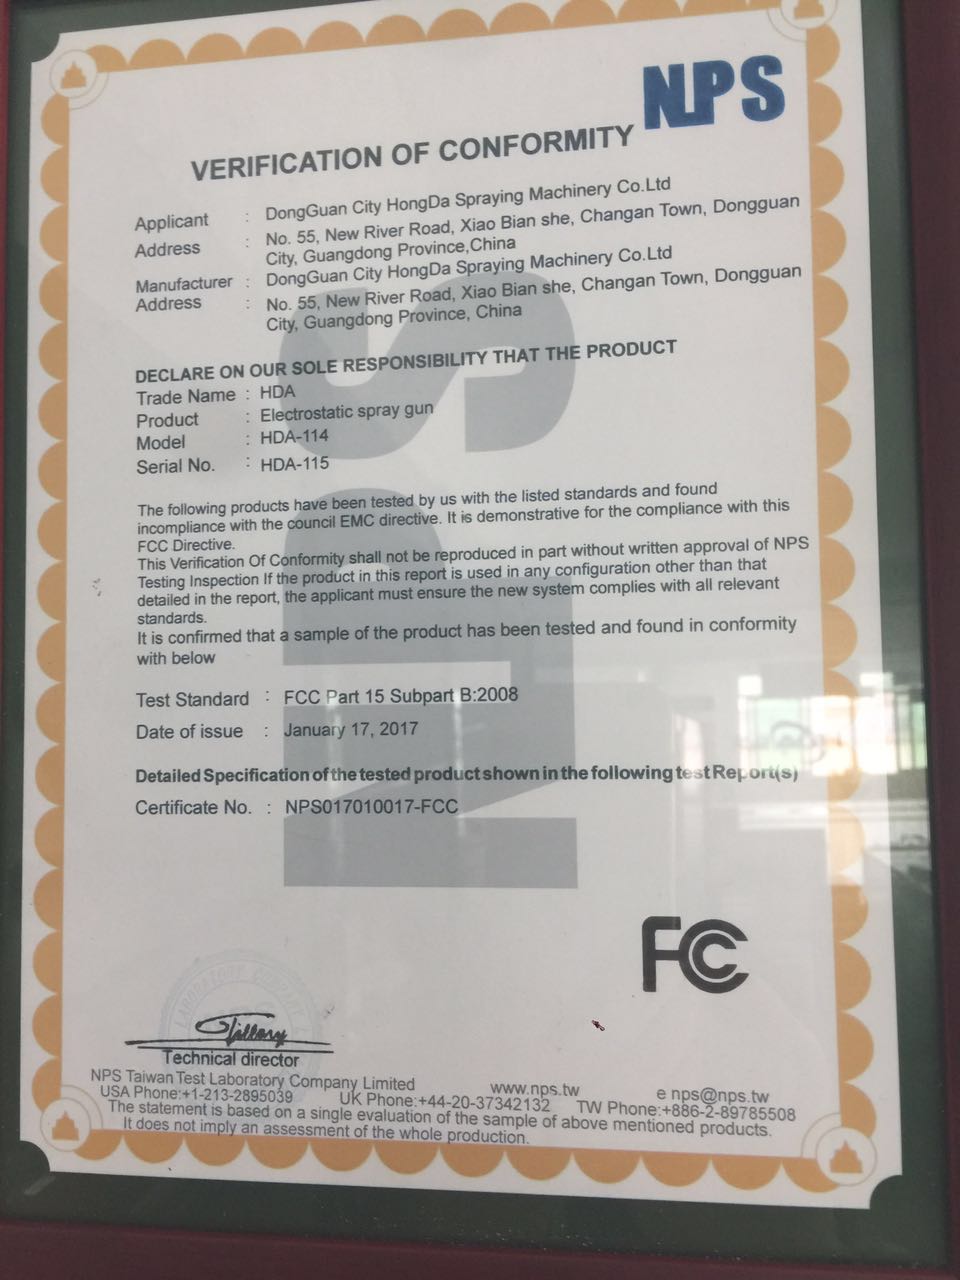 NPS
VERIFICATION OF CONFORMITY
Applicant : DongGuan City HongDa Spraying Machinery Co.Ltd
Address : No. 55, New River Road, Xiao Bian she, Changan Town, Dongguan
City, Guangdong Province,China
Manufacturer : DongGuan City HongDa Spraying Machinery Co.Ltd
Address : No. 55, New River Road, Xiao Bian she, Changan Town, Dongguan
City, Guangdong Province, China
DECLARE ON OUR SOLE RESPONSIBILITY THAT THE PRODUCT
Trade Name : HDA
Product : Electrostatic spray gun
Model : HDA-114
Serial No. : HDA-115
The following products have been tested by us with the listed standards and found
incompliance with the council EMC directive. It is demonstrative for the compliance with this
FCC Directive.
This Verification Of Conformity shall not be reproduced in part without written approval of NPS
Testing Inspection If the product in this report is used in any configuration other than that
detailed in the report, the applicant must ensure the new system complies with all relevant
standards.
It is confirmed that a sample of the product has been tested and found in conformity
with below
Test Standard : FCC Part 15 Subpart B:2008
Date of issue : January 17, 2017
Detailed Specification of the tested product shown in the following test Report(s)
Certificate No. : NPS017010017-FCC
FC
Technical director
NPS Taiwan Test Laboratory Company Limited www.nps.tw e nps@nps.tw
USA Phone:+1-213-2895039 UK Phone:+44-20-37342132 TW Phone:+886-2-89785508
The statement is based on a single evaluation of the sample of above mentioned products.
It does not imply an assessment of the whole production.